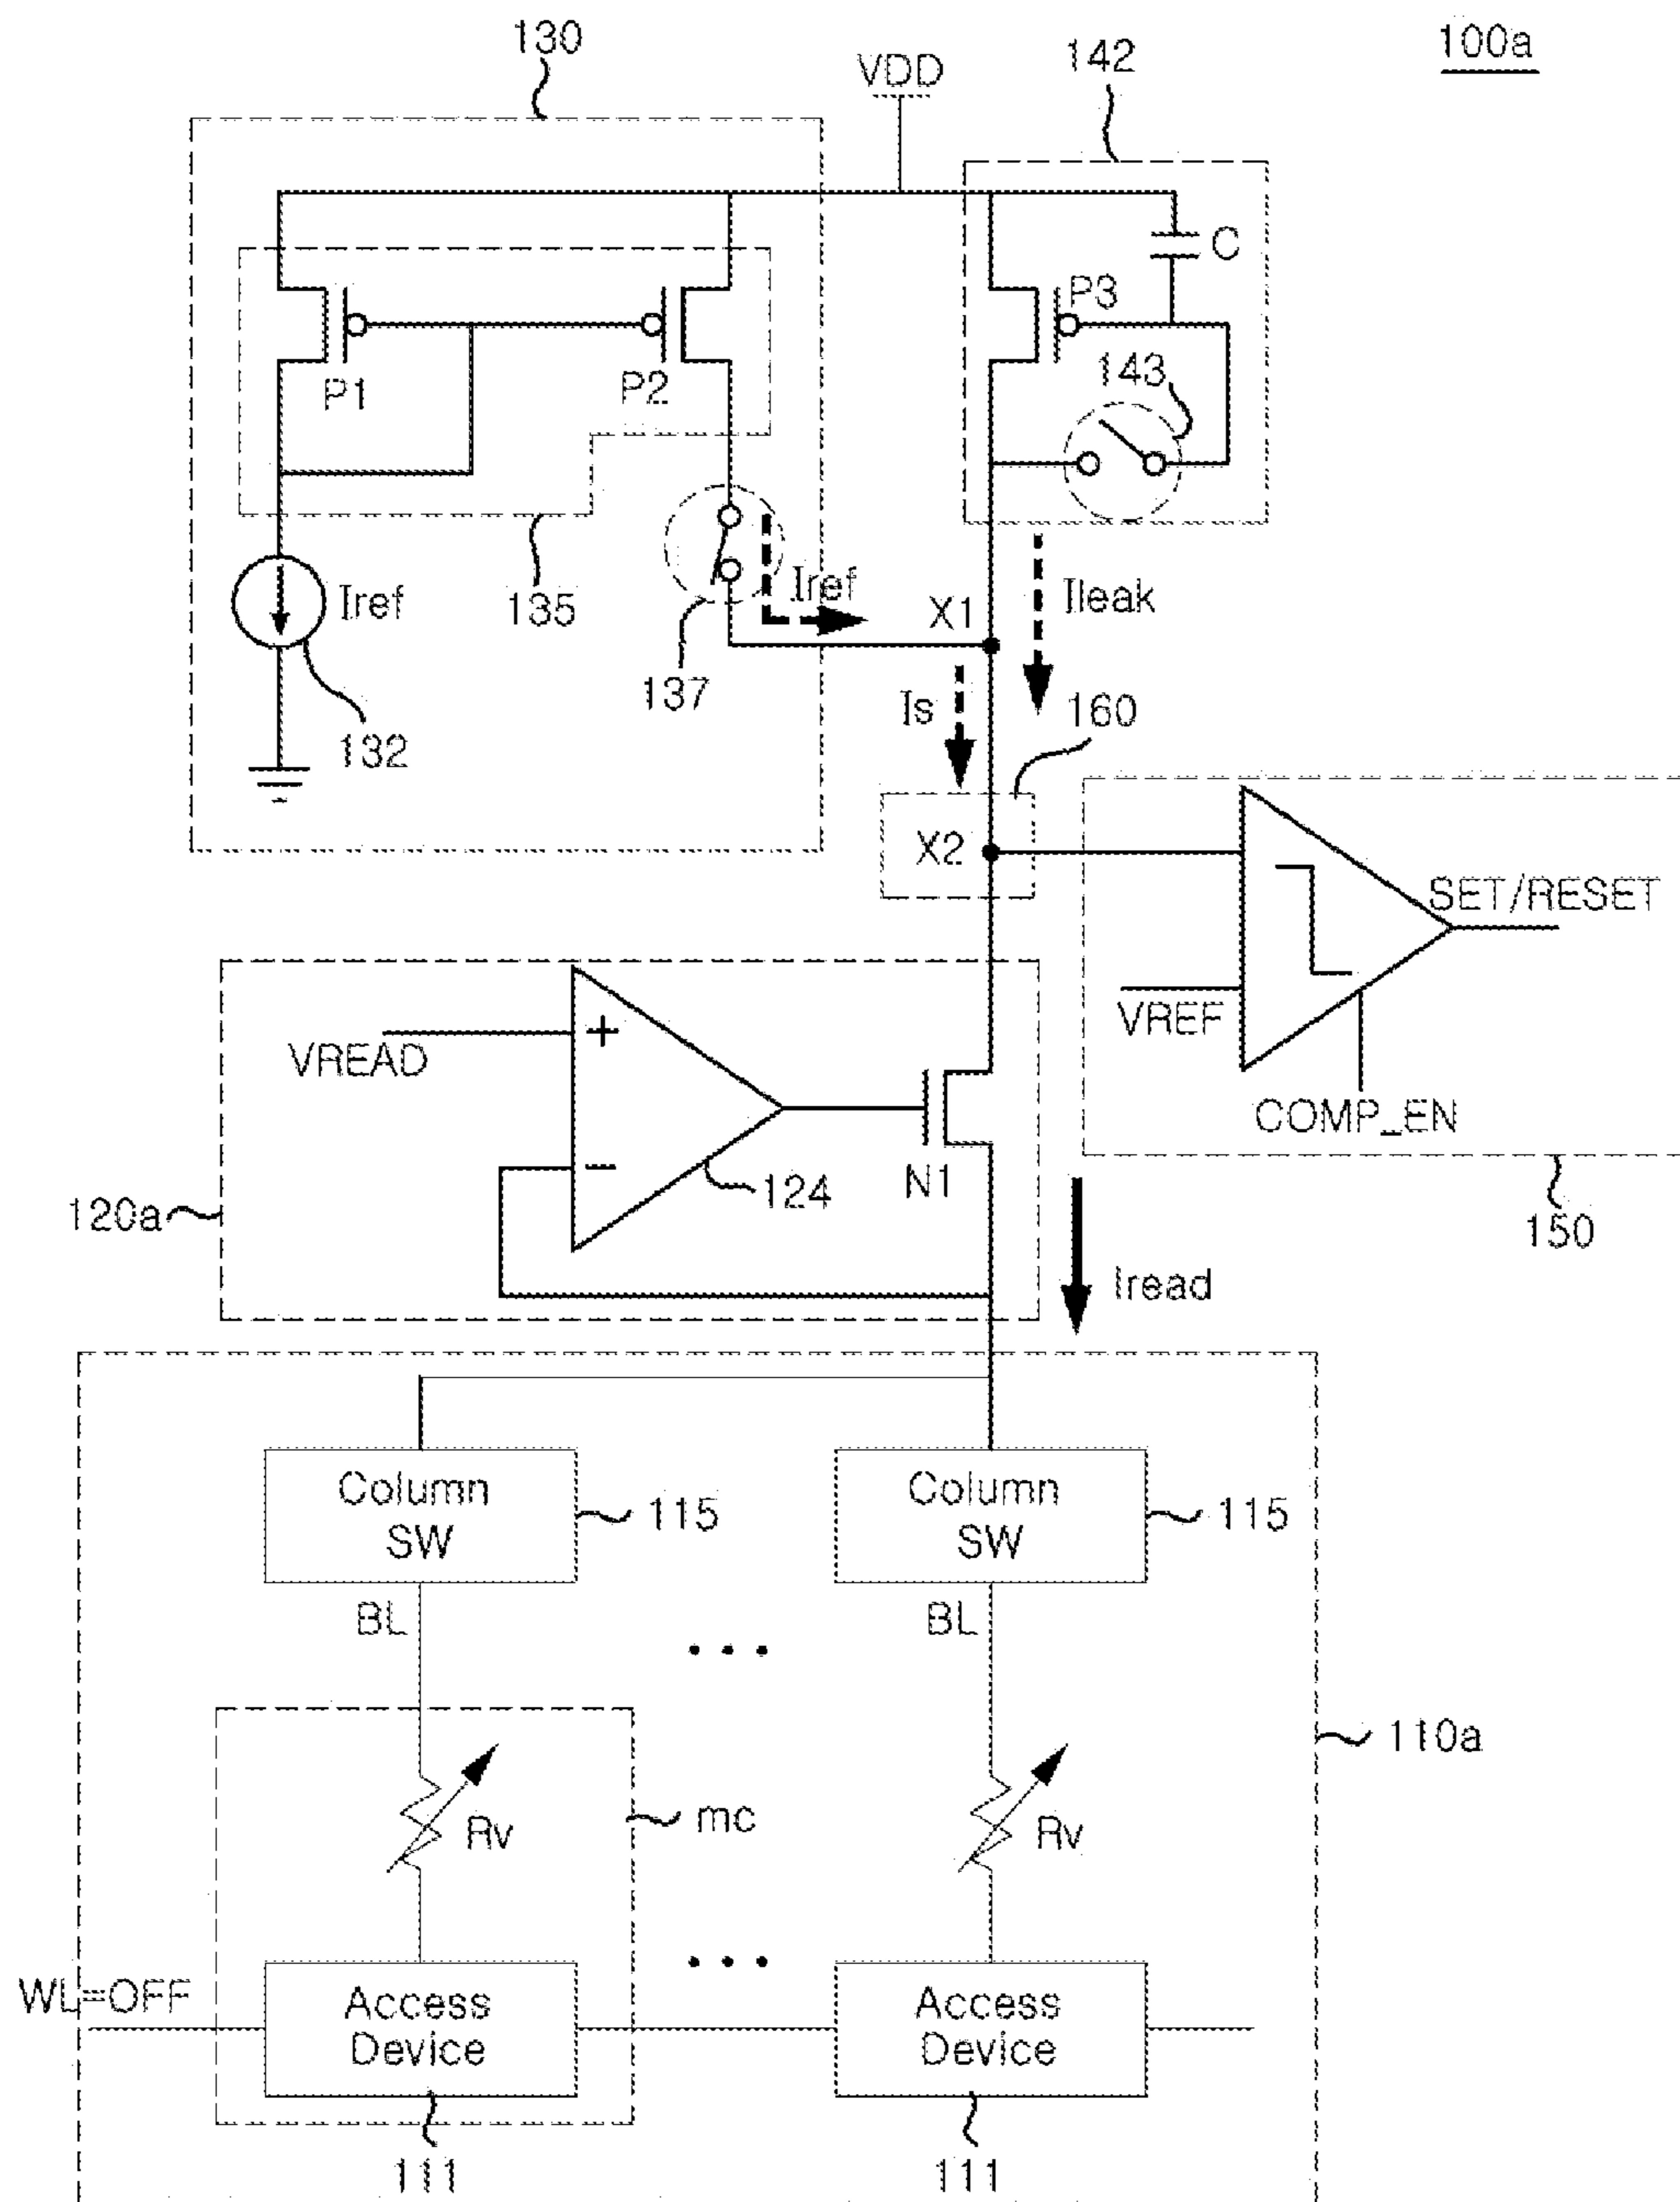 130
142
100a
VDD
C
P3
P1
P2
143
Iref
135
Iref
X1
Ileak
137
Is
160
132
X2
SET/RESET
VREAD
+
VREF
COMP_EN
−
N1
124
120a
150
Iread
Column
SW
115
Column
SW
115
BL
BL
...
110a
Rv
mc
Rv
WL=OFF
...
Access
Device
Access
Device
111
111